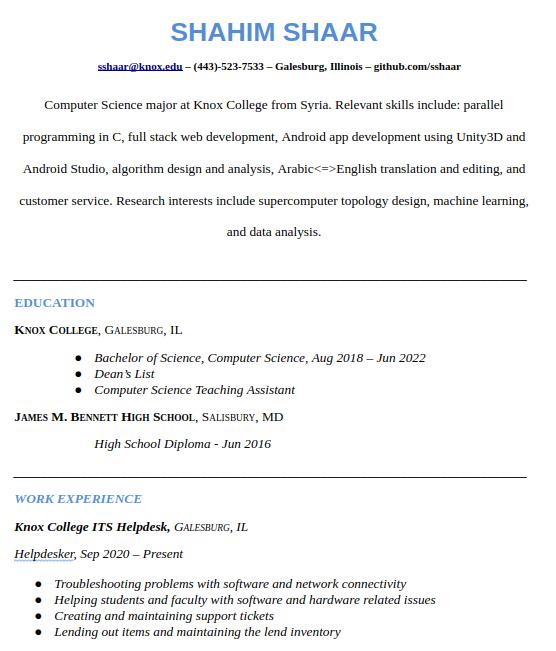 SHAHIM SHAAR
sshaar@knox.edu – (443)-523-7533 – Galesburg, Illinois – github.com/sshaar
Computer Science major at Knox College from Syria. Relevant skills include: parallel
programming in C, full stack web development, Android app development using Unity3D and
Android Studio, algorithm design and analysis, Arabic<=>English translation and editing, and
customer service. Research interests include supercomputer topology design, machine learning,
and data analysis.
EDUCATION
Knox College, Galesburg, IL
● Bachelor of Science, Computer Science, Aug 2018 – Jun 2022
● Dean’s List
● Computer Science Teaching Assistant
James M. Bennett High School, Salisbury, MD
High School Diploma - Jun 2016
WORK EXPERIENCE
Knox College ITS Helpdesk, Galesburg, IL
Helpdesker, Sep 2020 – Present
● Troubleshooting problems with software and network connectivity
● Helping students and faculty with software and hardware related issues
● Creating and maintaining support tickets
● Lending out items and maintaining the lend inventory